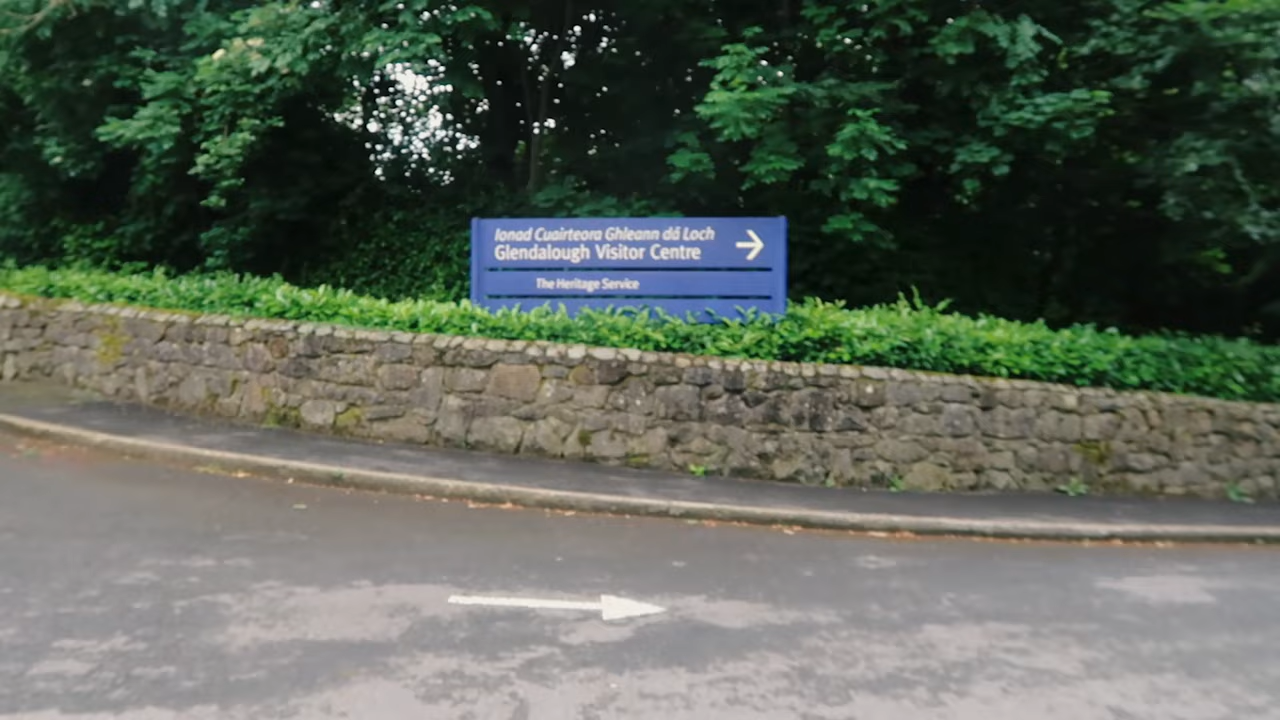 Ionad Cuairteora Ghleann dá Loch
Glendalough Visitor Centre
The Heritage Service